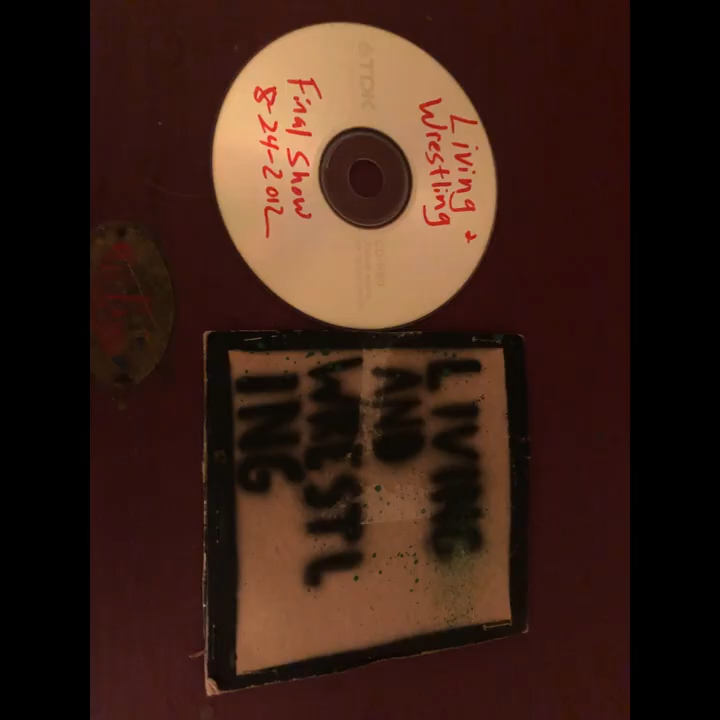 Living +
Wrestling
TDK
Final Show
8-24-2012
LIVING
AND
WRESTL
ING